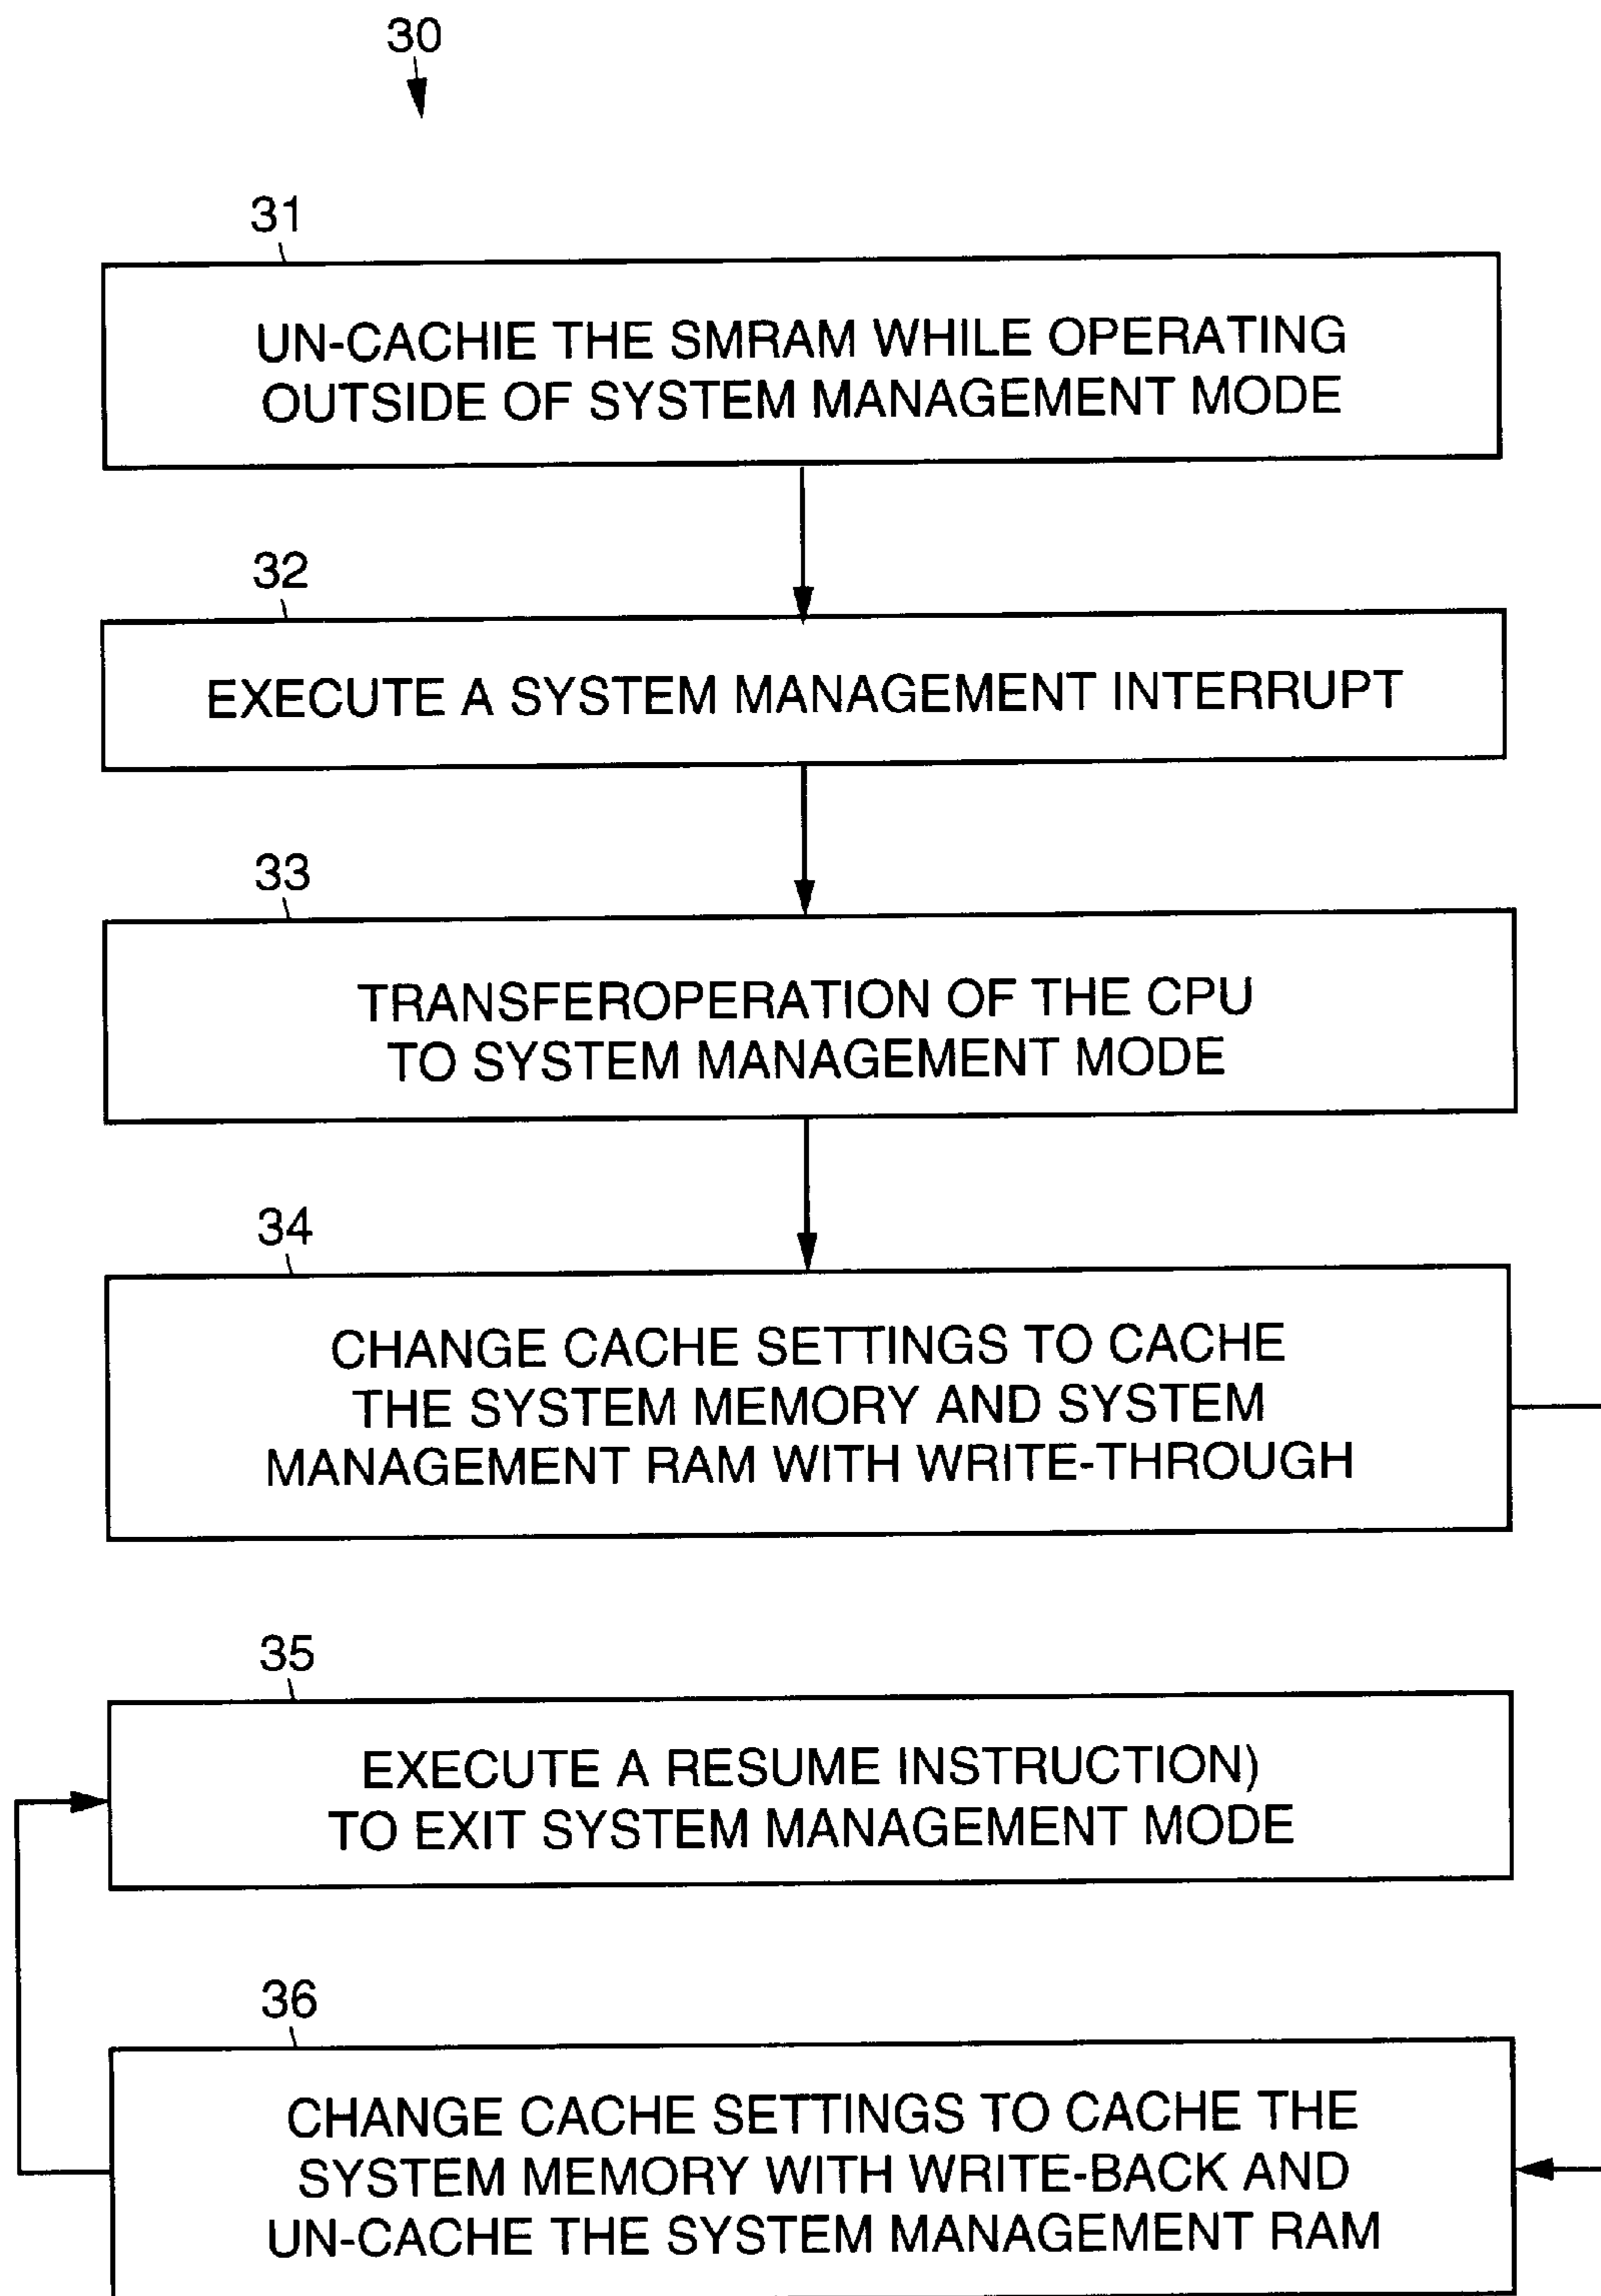 30
31
UN-CACHIE THE SMRAM WHILE OPERATING
OUTSIDE OF SYSTEM MANAGEMENT MODE
32
EXECUTE A SYSTEM MANAGEMENT INTERRUPT
33
TRANSFEROPERATION OF THE CPU
TO SYSTEM MANAGEMENT MODE
34
CHANGE CACHE SETTINGS TO CACHE
THE SYSTEM MEMORY AND SYSTEM
MANAGEMENT RAM WITH WRITE-THROUGH
35
EXECUTE A RESUME INSTRUCTION)
TO EXIT SYSTEM MANAGEMENT MODE
36
CHANGE CACHE SETTINGS TO CACHE THE
SYSTEM MEMORY WITH WRITE-BACK AND
UN-CACHE THE SYSTEM MANAGEMENT RAM